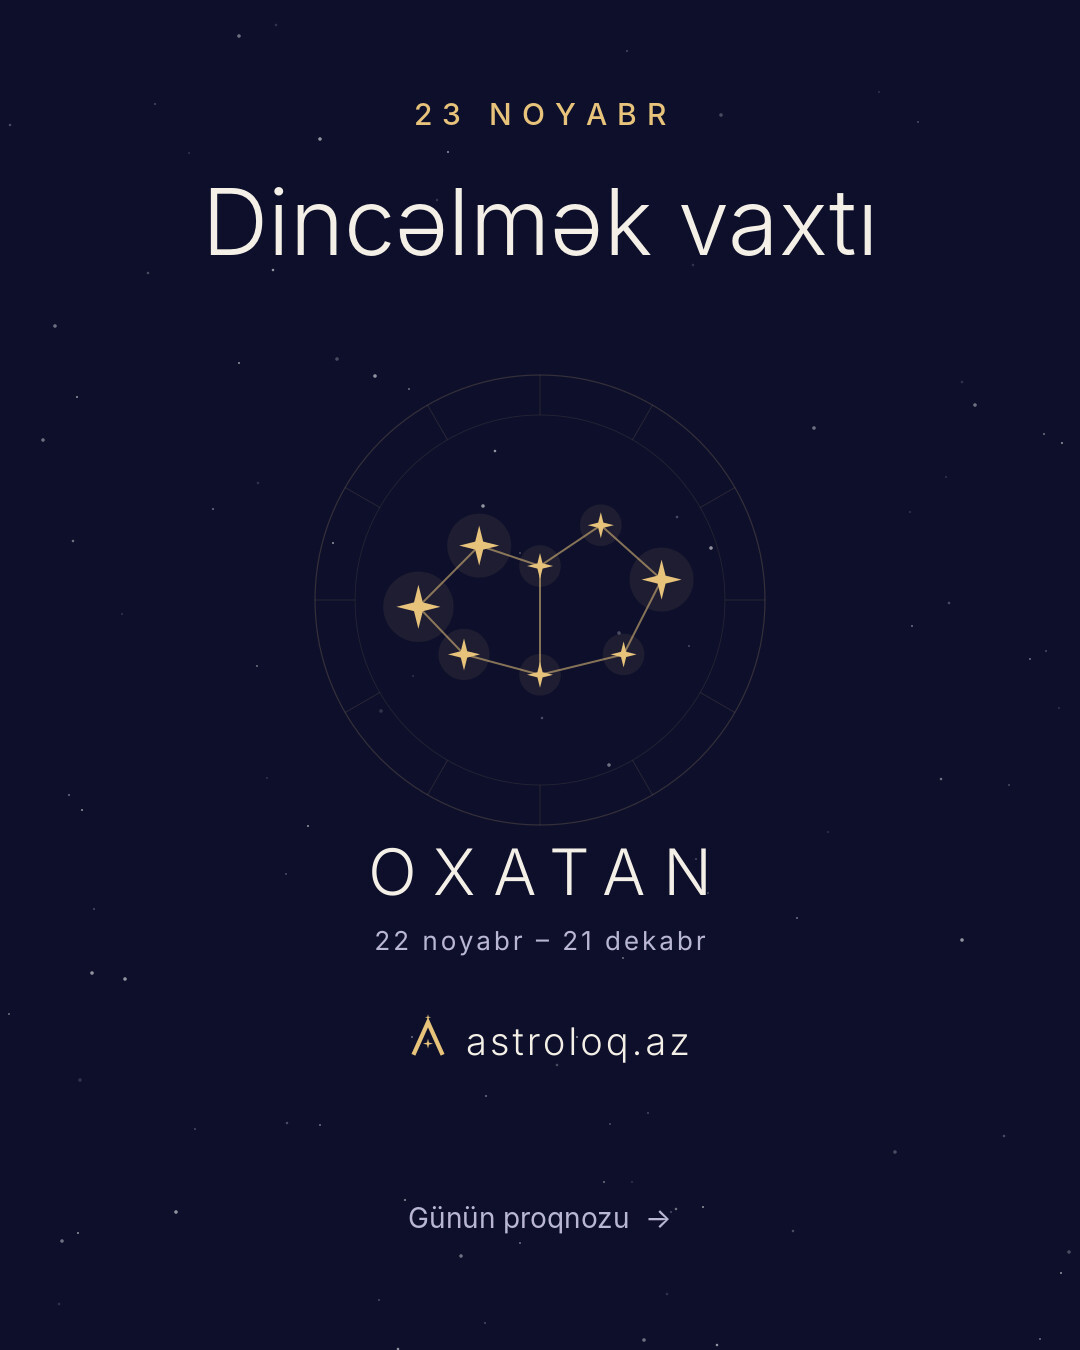 23 NOYABR
Dincəlmək vaxtı
OXATAN
22 noyabr – 21 dekabr
astroloq.az
Günün proqnozu →